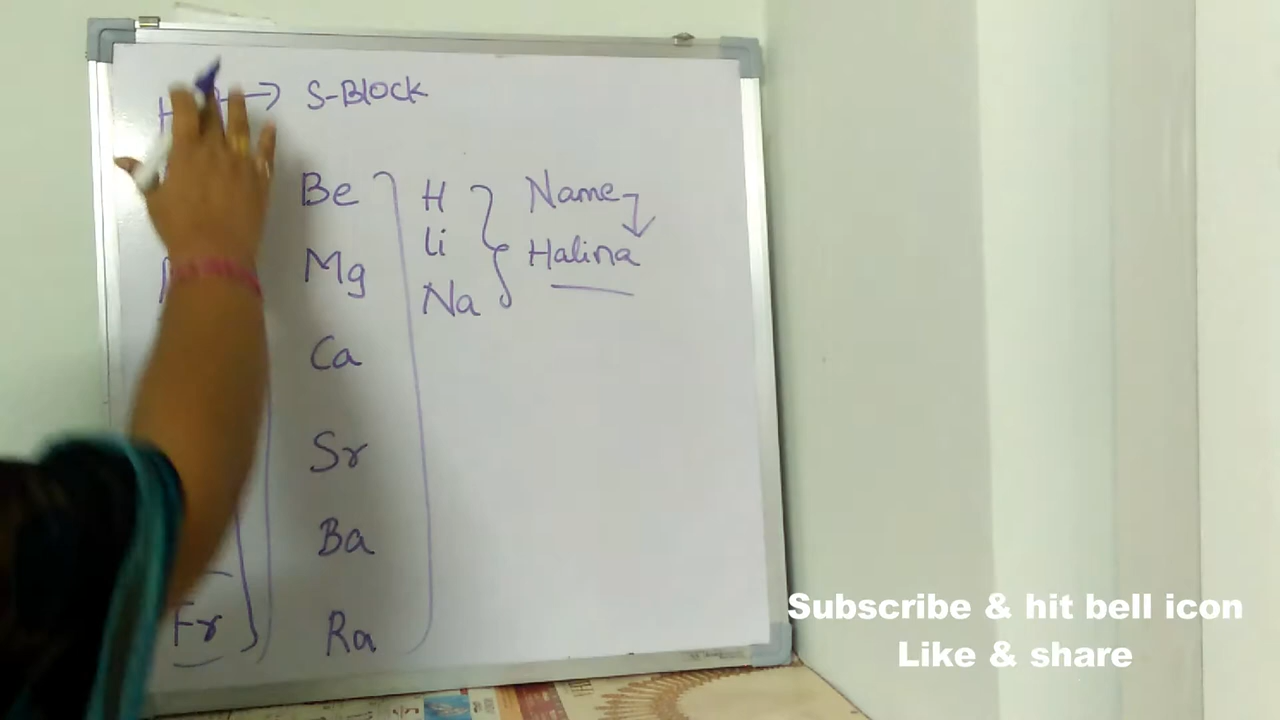 H → S-Block
Be
Mg
Ca
Sr
Ba
Ra
Fr
H
Li
Na
Name
Halina
Subscribe & hit bell icon
Like & share